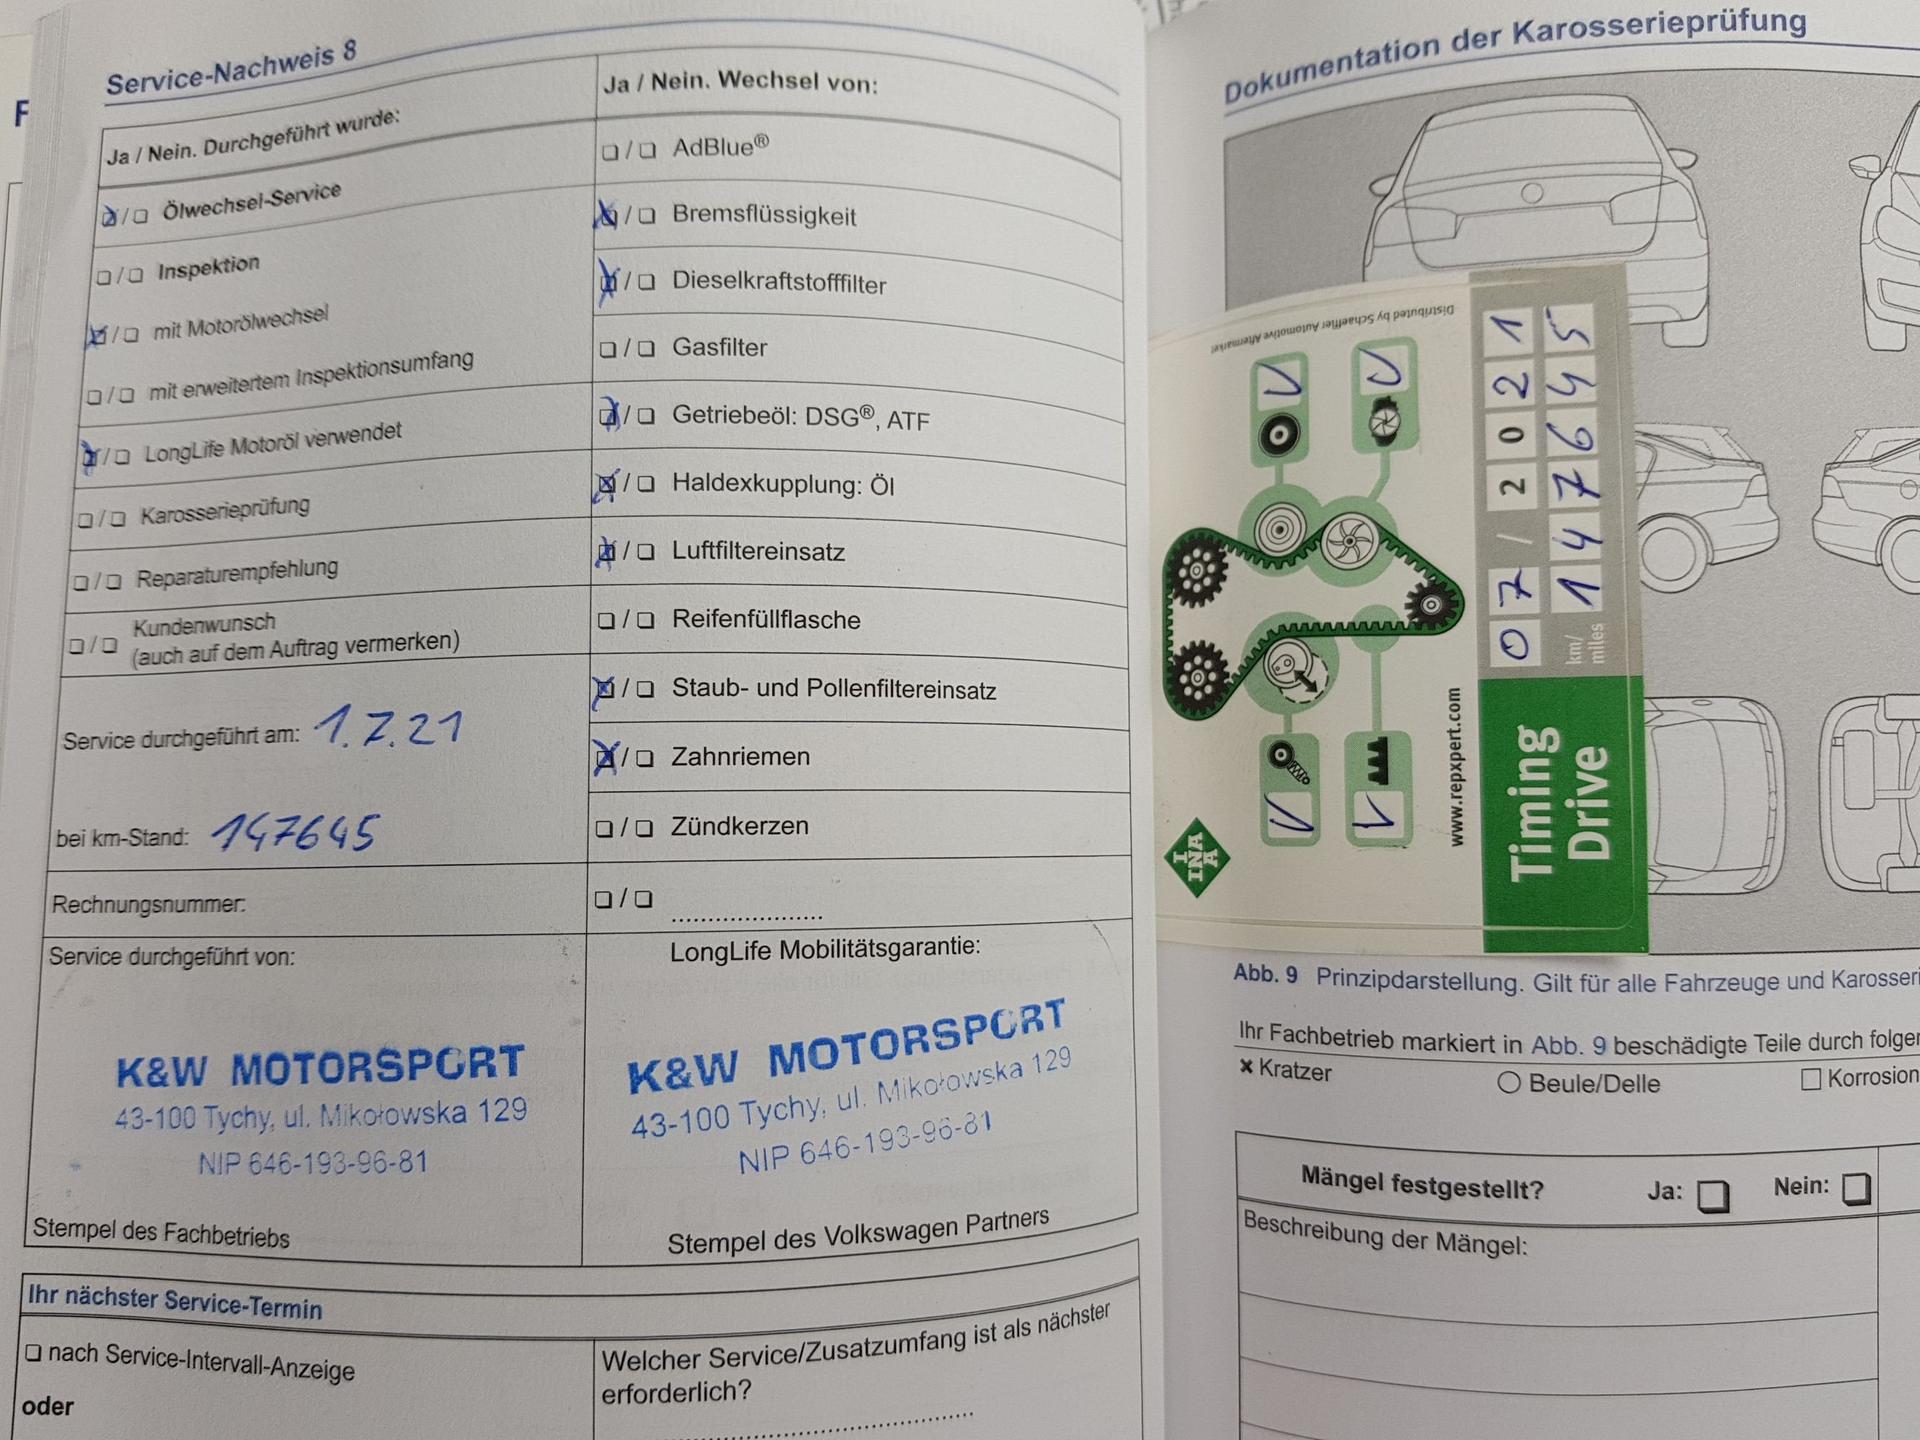 Service-Nachweis 8
Ja / Nein. Durchgeführt wurde:
Ölwechsel-Service
Inspektion
mit Motorölwechsel
mit erweitertem Inspektionsumfang
LongLife Motoröl verwendet
Karosserieprüfung
Reparaturempfehlung
Kundenwunsch
(auch auf dem Auftrag vermerken)
Service durchgeführt am: 1.7.21
bei km-Stand: 147645
Rechnungsnummer:
Service durchgeführt von:
K&W MOTORSPORT
43-100 Tychy, ul. Mikołowska 129
NIP 646-193-96-81
Stempel des Fachbetriebs
Ja / Nein. Wechsel von:
AdBlue®
Bremsflüssigkeit
Dieselkraftstofffilter
Gasfilter
Getriebeöl: DSG®, ATF
Haldexkupplung: Öl
Luftfiltereinsatz
Reifenfüllflasche
Staub- und Pollenfiltereinsatz
Zahnriemen
Zündkerzen
LongLife Mobilitätsgarantie:
K&W MOTORSPORT
43-100 Tychy, ul. Mikołowska 129
NIP 646-193-96-81
Stempel des Volkswagen Partners
Ihr nächster Service-Termin
nach Service-Intervall-Anzeige
oder
Welcher Service/Zusatzumfang ist als nächster
erforderlich?
F
Dokumentation der Karosserieprüfung
Distributed by Schaeffler Automotive Aftermarket
INA
www.repxpert.com
Timing
Drive
07/2021
km/
miles
147645
Abb. 9 Prinzipdarstellung. Gilt für alle Fahrzeuge und Karosseri
Ihr Fachbetrieb markiert in Abb. 9 beschädigte Teile durch folger
× Kratzer
Beule/Delle
Korrosion
Mängel festgestellt? Ja: Nein:
Beschreibung der Mängel: